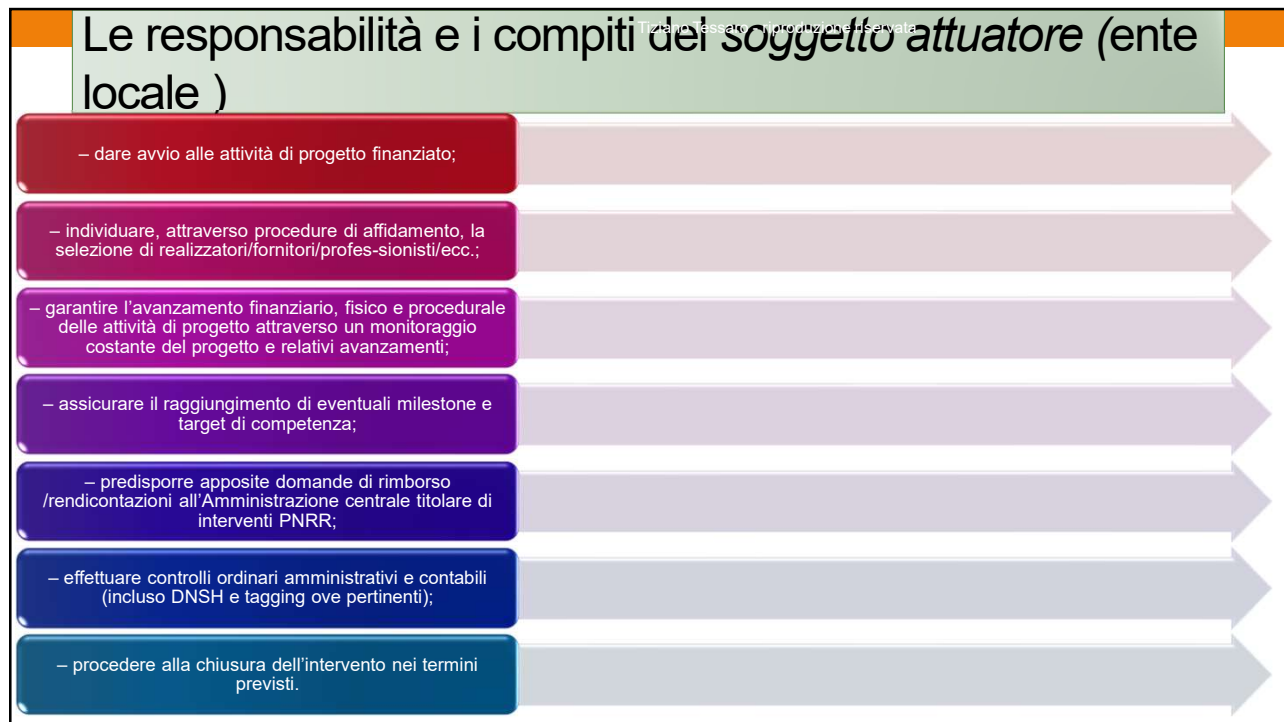 Tiziano Tessaro - riproduzione riservata
Le responsabilità e i compiti del soggetto attuatore (ente
locale )
– dare avvio alle attività di progetto finanziato;
– individuare, attraverso procedure di affidamento, la
selezione di realizzatori/fornitori/profes-sionisti/ecc.;
– garantire l’avanzamento finanziario, fisico e procedurale
delle attività di progetto attraverso un monitoraggio
costante del progetto e relativi avanzamenti;
– assicurare il raggiungimento di eventuali milestone e
target di competenza;
– predisporre apposite domande di rimborso
/rendicontazioni all’Amministrazione centrale titolare di
interventi PNRR;
– effettuare controlli ordinari amministrativi e contabili
(incluso DNSH e tagging ove pertinenti);
– procedere alla chiusura dell’intervento nei termini
previsti.